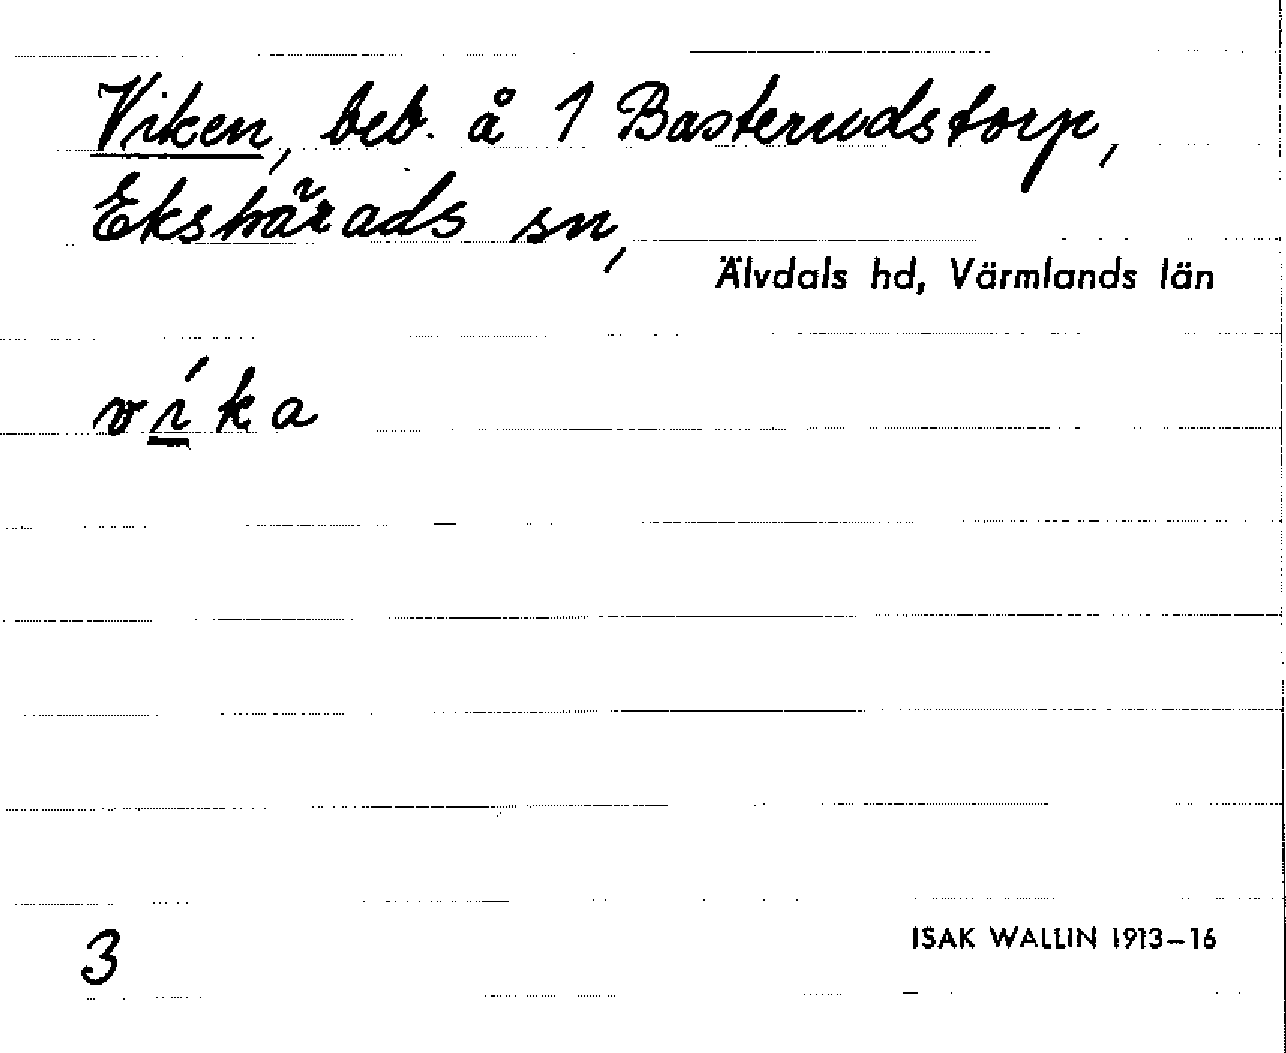 Viken, beb. å 1 Basterudstorp,
Ekshärads sn,
Älvdals hd, Värmlands län
víka
3
ISAK WALLIN 1913–16